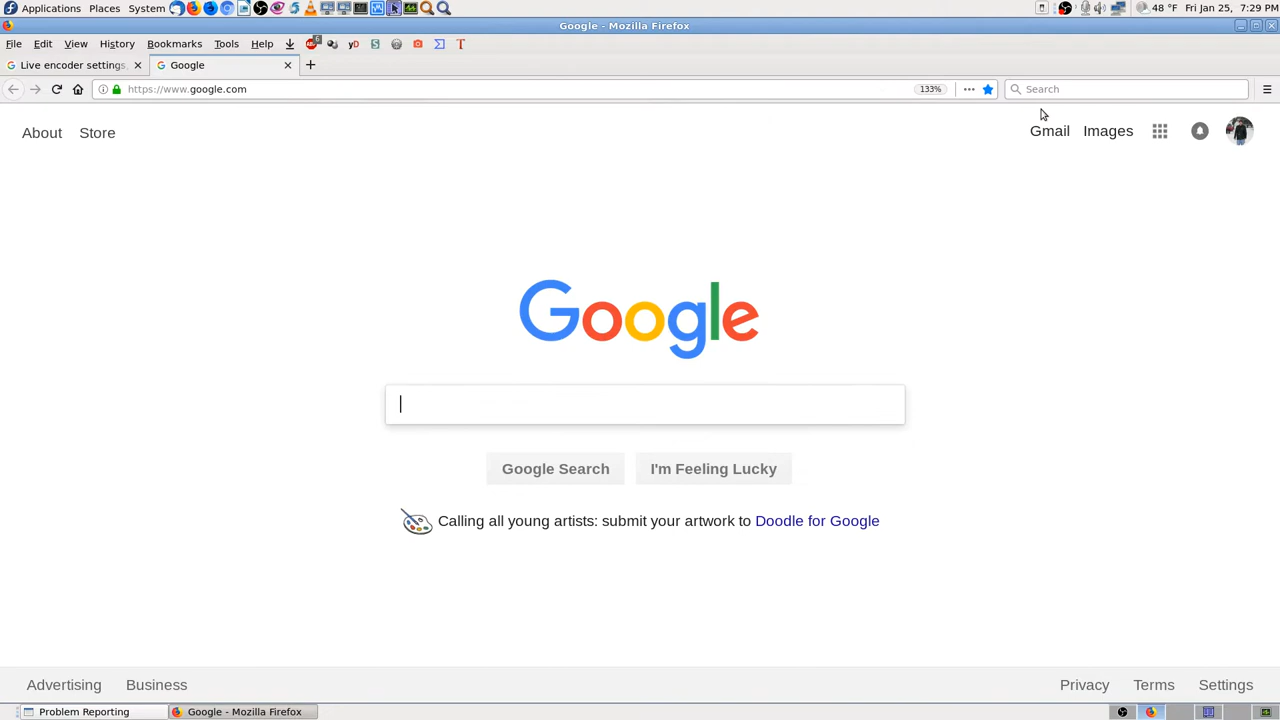 Applications Places System 48 °F Fri Jan 25, 7:29 PM
Google - Mozilla Firefox
File Edit View History Bookmarks Tools Help 6 yD S T
Live encoder settings, Google
https://www.google.com 133% Search
About Store Gmail Images
Google
Google Search I'm Feeling Lucky
Calling all young artists: submit your artwork to Doodle for Google
Advertising Business Privacy Terms Settings
Problem Reporting Google - Mozilla Firefox